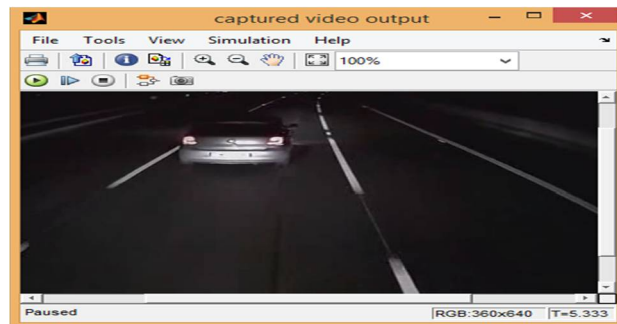 captured video output
File Tools View Simulation Help
100%
Paused RGB:360x640 T=5.333